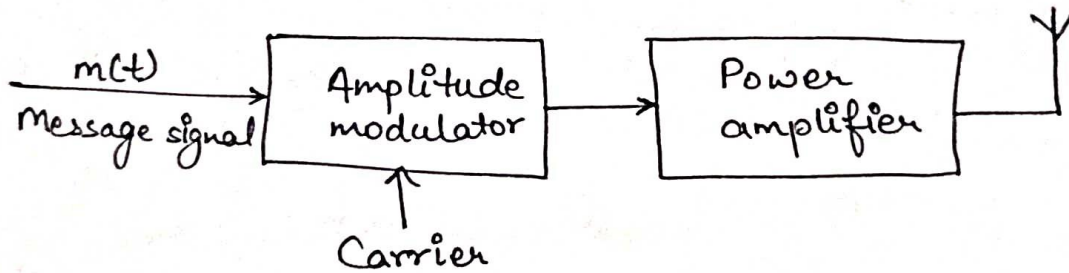 m(t)
Message signal
Amplitude
modulator
Carrier
Power
amplifier